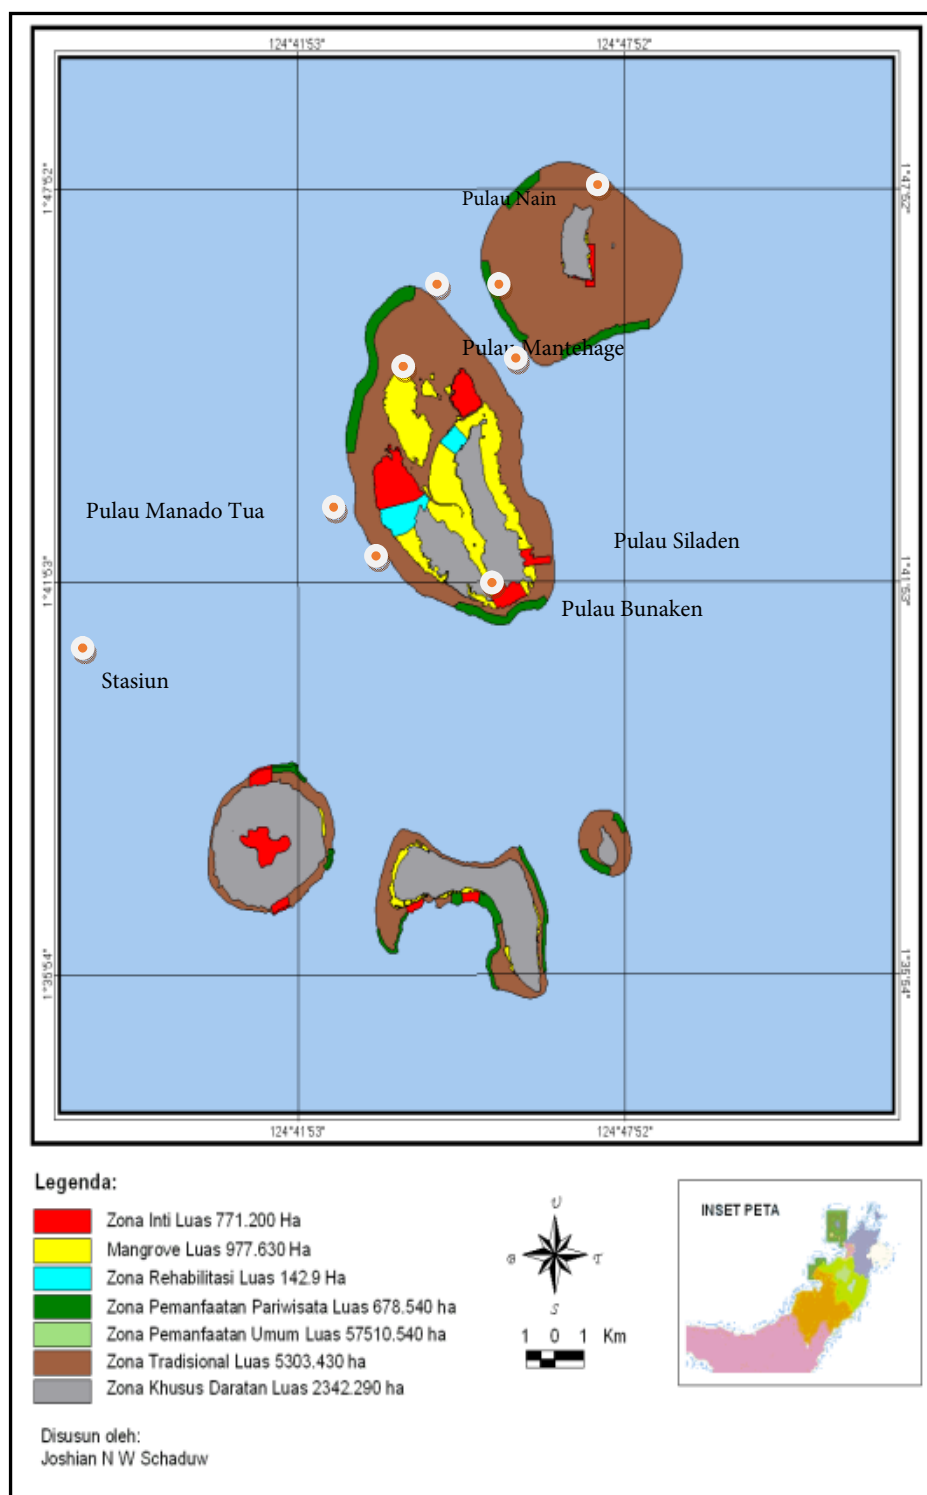 124°41'53"
124°47'52"
1°47'52"
1°47'52"
Pulau Nain
Pulau Mantehage
Pulau Manado Tua
Pulau Siladen
1°41'53"
1°41'53"
Pulau Bunaken
Stasiun
1°35'54"
1°35'54"
124°41'53"
124°47'52"
Legenda:
Zona Inti Luas 771.200 Ha
Mangrove Luas 977.630 Ha
Zona Rehabilitasi Luas 142.9 Ha
Zona Pemanfaatan Pariwisata Luas 678.540 ha
Zona Pemanfaatan Umum Luas 57510.540 ha
Zona Tradisional Luas 5303.430 ha
Zona Khusus Daratan Luas 2342.290 ha
U
B
T
S
1 0 1 Km
INSET PETA
Disusun oleh:
Joshian N W Schaduw